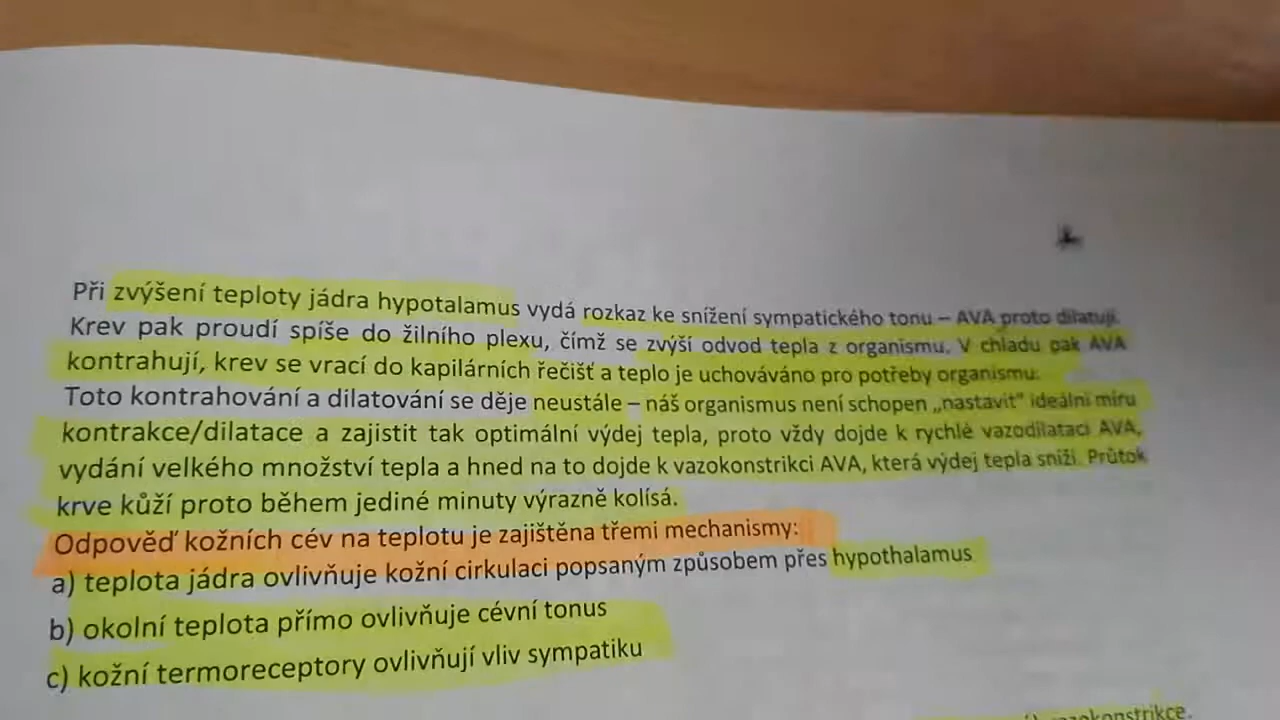 Při zvýšení teploty jádra hypotalamus vydá rozkaz ke snížení sympatického tonu – AVA proto dilatují.
Krev pak proudí spíše do žilního plexu, čímž se zvýší odvod tepla z organismu. V chladu pak AVA
kontrahují, krev se vrací do kapilárních řečišť a teplo je uchováváno pro potřeby organismu.
Toto kontrahování a dilatování se děje neustále – náš organismus není schopen „nastavit“ ideální míru
kontrakce/dilatace a zajistit tak optimální výdej tepla, proto vždy dojde k rychlé vazodilataci AVA,
vydání velkého množství tepla a hned na to dojde k vazokonstrikci AVA, která výdej tepla sníží. Průtok
krve kůží proto během jediné minuty výrazně kolísá.
Odpověď kožních cév na teplotu je zajištěna třemi mechanismy:
a) teplota jádra ovlivňuje kožní cirkulaci popsaným způsobem přes hypothalamus
b) okolní teplota přímo ovlivňuje cévní tonus
c) kožní termoreceptory ovlivňují vliv sympatiku